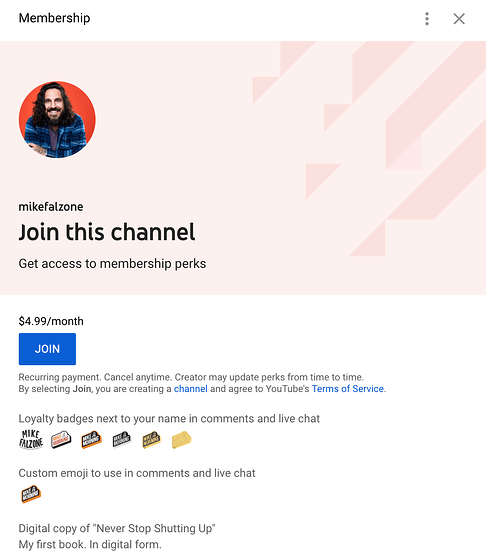 Membership
mikefalzone
Join this channel
Get access to membership perks
$4.99/month
JOIN
Recurring payment. Cancel anytime. Creator may update perks from time to time.
By selecting Join, you are creating a channel and agree to YouTube's Terms of Service.
Loyalty badges next to your name in comments and live chat
MIKE
FALZONE
Custom emoji to use in comments and live chat
Digital copy of "Never Stop Shutting Up"
My first book. In digital form.